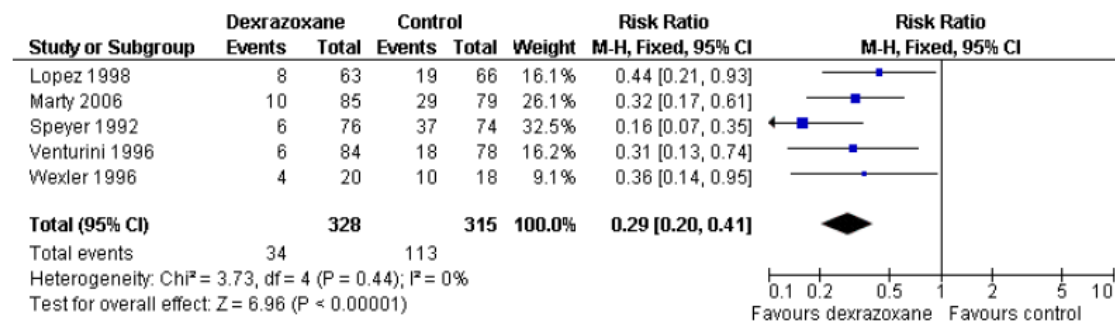 Dexrazoxane Control Risk Ratio Risk Ratio
Study or Subgroup Events Total Events Total Weight M-H, Fixed, 95% CI M-H, Fixed, 95% CI
Lopez 1998 8 63 19 66 16.1% 0.44 [0.21, 0.93]
Marty 2006 10 85 29 79 26.1% 0.32 [0.17, 0.61]
Speyer 1992 6 76 37 74 32.5% 0.16 [0.07, 0.35]
Venturini 1996 6 84 18 78 16.2% 0.31 [0.13, 0.74]
Wexler 1996 4 20 10 18 9.1% 0.36 [0.14, 0.95]
Total (95% CI) 328 315 100.0% 0.29 [0.20, 0.41]
Total events 34 113
Heterogeneity: Chi² = 3.73, df = 4 (P = 0.44); I² = 0%
Test for overall effect: Z = 6.96 (P < 0.00001)
0.1 0.2 0.5 1 2 5 10
Favours dexrazoxane Favours control